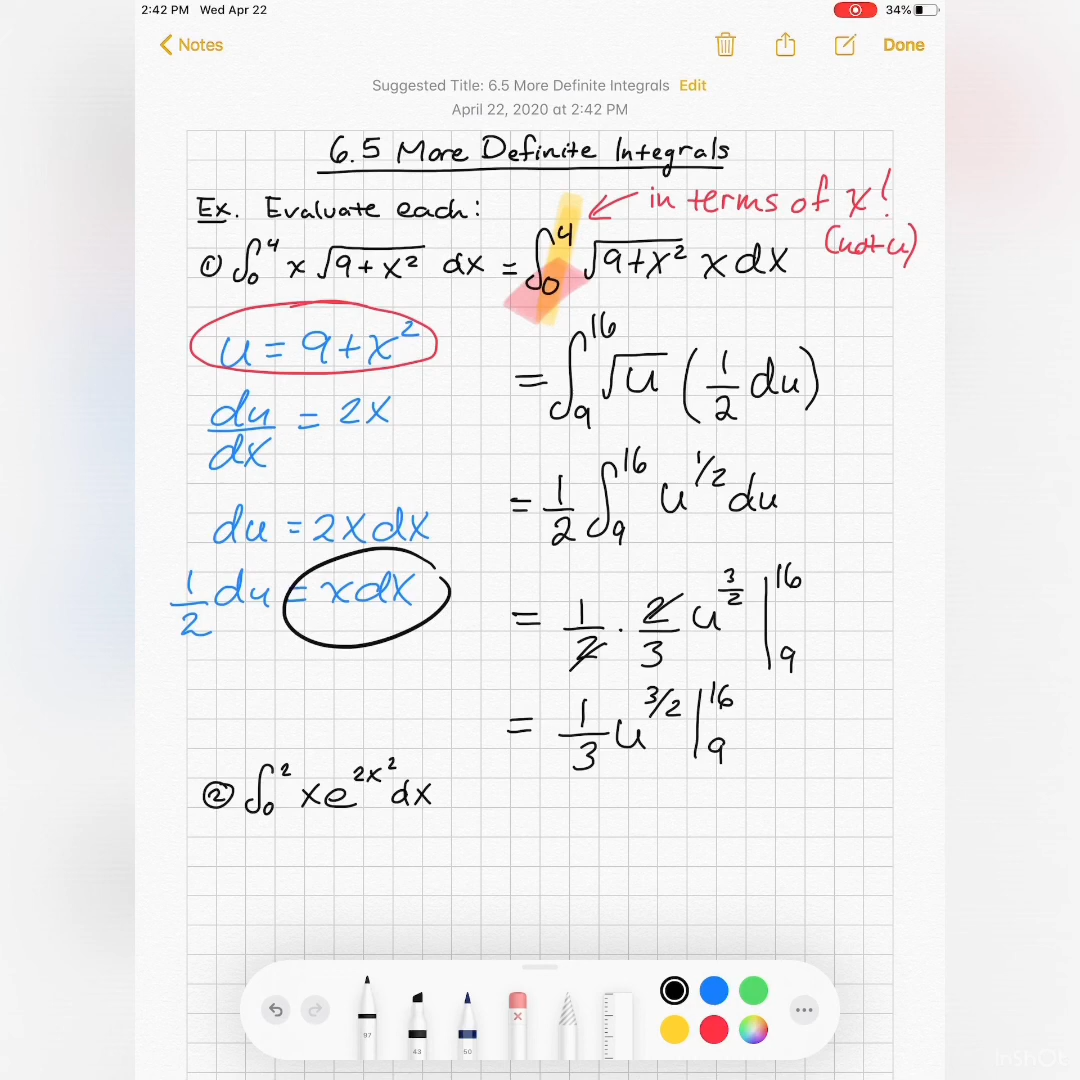 2:42 PM Wed Apr 22
34%
Notes
Done
Suggested Title: 6.5 More Definite Integrals Edit
April 22, 2020 at 2:42 PM
6.5 More Definite Integrals
Ex. Evaluate each:
in terms of x!
(not u)
① ∫₀⁴ x √(9+x²) dx = ∫₀⁴ √(9+x²) x dx
u = 9+x²
= ∫₉¹⁶ √u (1/2 du)
du/dx = 2x
= 1/2 ∫₉¹⁶ u^(1/2) du
du = 2x dx
1/2 du = x dx
= 1/2 · 2/3 u^(3/2) |₉¹⁶
= 1/3 u^(3/2) |₉¹⁶
② ∫₀² x e^(2x²) dx
97
43
50
InShOt